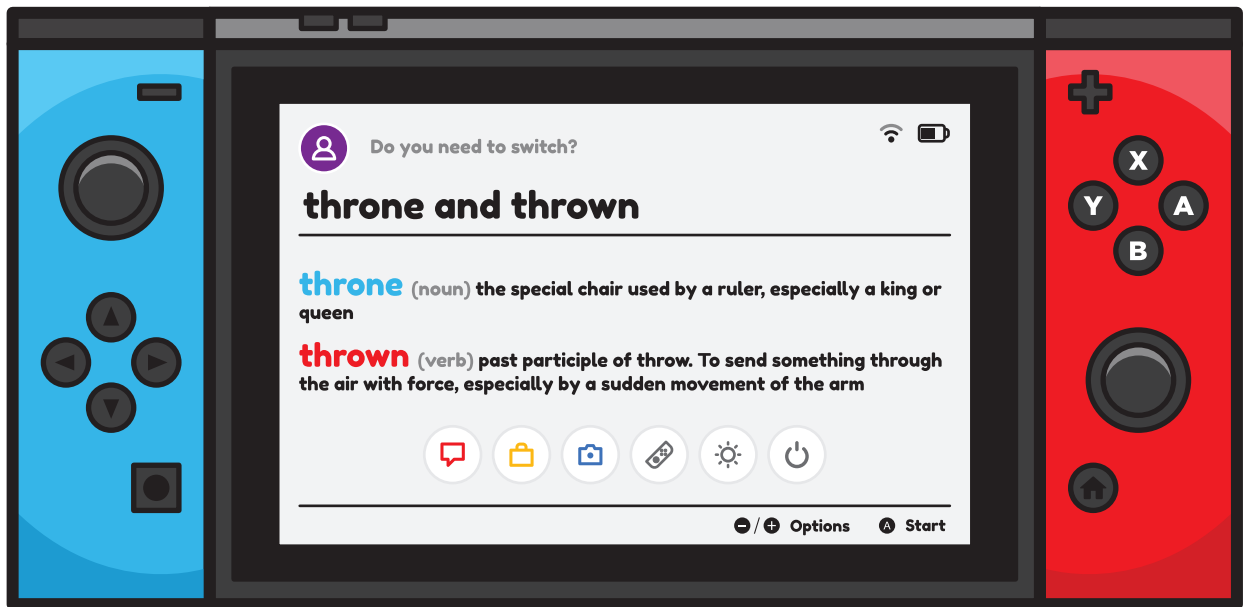 Do you need to switch?
throne and thrown
throne (noun) the special chair used by a ruler, especially a king or
queen
thrown (verb) past participle of throw. To send something through
the air with force, especially by a sudden movement of the arm
X
Y A
B
/ Options A Start